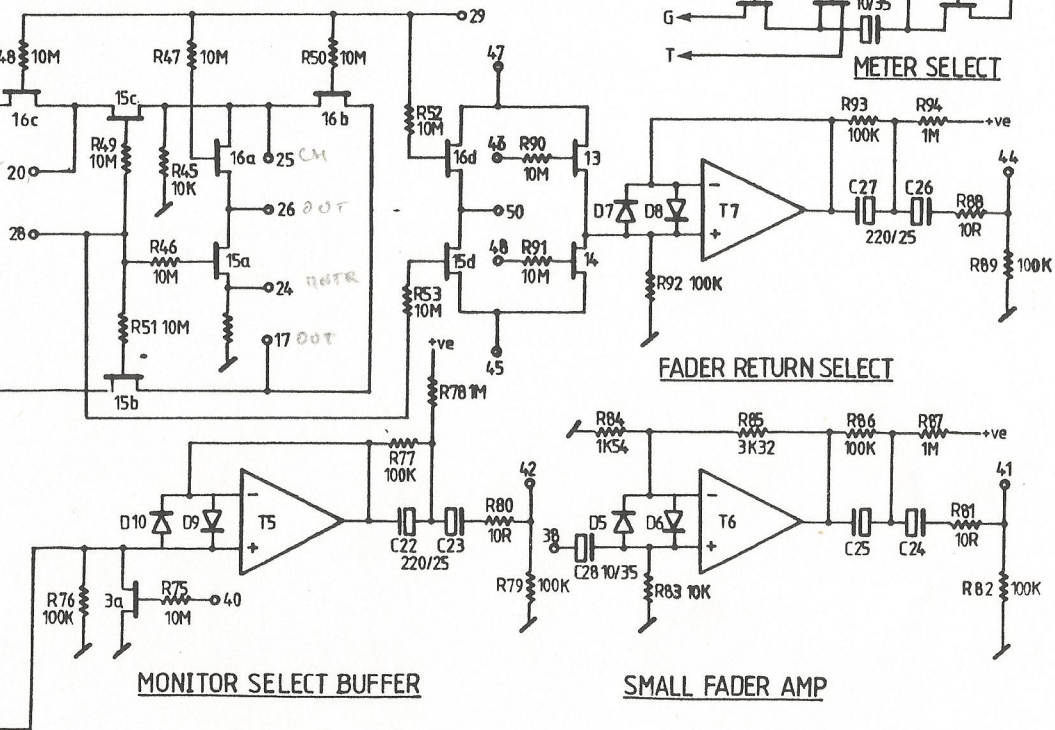 29
10/35
G
T
METER SELECT
48 10M
R47 10M
R50 10M
47
16c
15c
16b
R52
10M
R93
100K
R94
1M
+ve
R49
10M
R45
10K
16a
25 CH
16d
46
R90
10M
13
44
20
26 OUT
50
D7
D8
T7
−
+
C27
C26
220/25
R88
10R
28
R46
10M
15a
24 MNTR
15d
48
R91
10M
14
R92 100K
R89
100K
R53
10M
R51 10M
17 OUT
+ve
45
15b
R78 1M
FADER RETURN SELECT
R84
1K54
R85
3K32
R86
100K
R87
1M
+ve
R77
100K
42
41
D10
D9
T5
−
+
C22
C23
220/25
R80
10R
D5
D6
T6
−
+
C25
C24
R81
10R
38
C28 10/35
R76
100K
3a
R75
10M
40
R79
100K
R83 10K
R82
100K
MONITOR SELECT BUFFER
SMALL FADER AMP